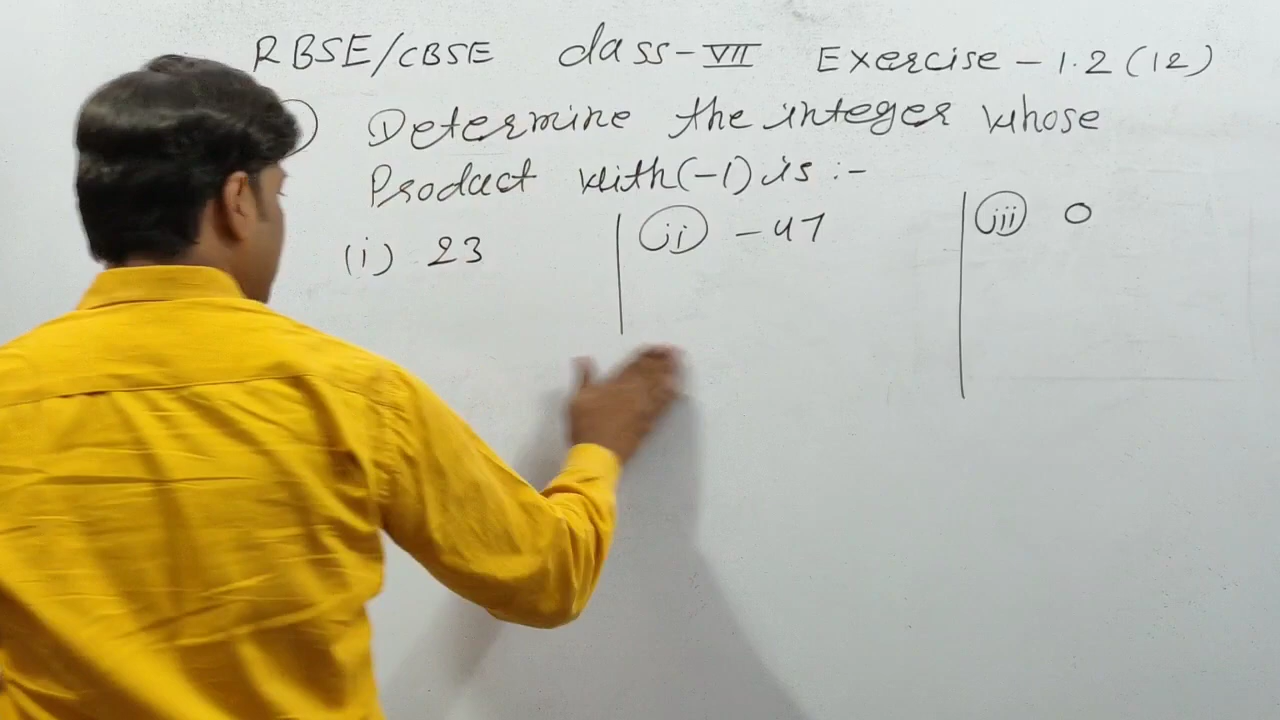 RBSE/CBSE class-VII Exercise-1.2(12)
Determine the integer whose
Product with(-1) is :-
(i) 23
(ii) -47
(iii) 0